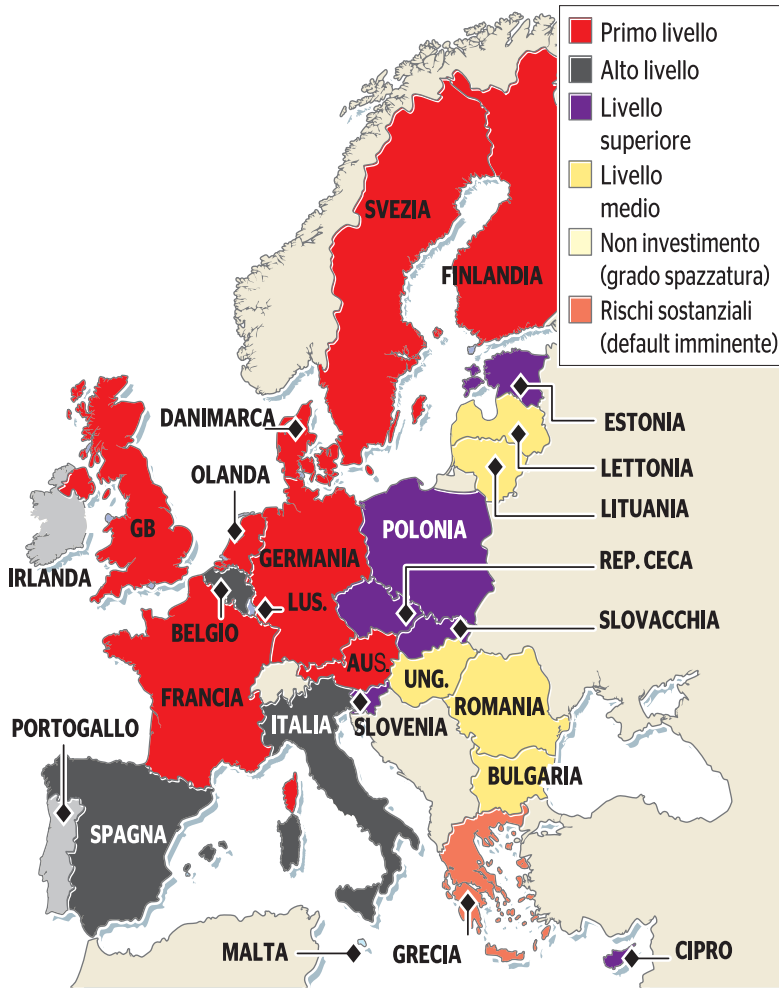 Primo livello
Alto livello
Livello
superiore
Livello
medio
Non investimento
(grado spazzatura)
Rischi sostanziali
(default imminente)
SVEZIA
FINLANDIA
DANIMARCA
ESTONIA
OLANDA
LETTONIA
LITUANIA
GB
POLONIA
GERMANIA
REP. CECA
IRLANDA
LUS.
BELGIO
SLOVACCHIA
AUS.
UNG.
FRANCIA
ROMANIA
PORTOGALLO
ITALIA
SLOVENIA
BULGARIA
SPAGNA
MALTA
GRECIA
CIPRO